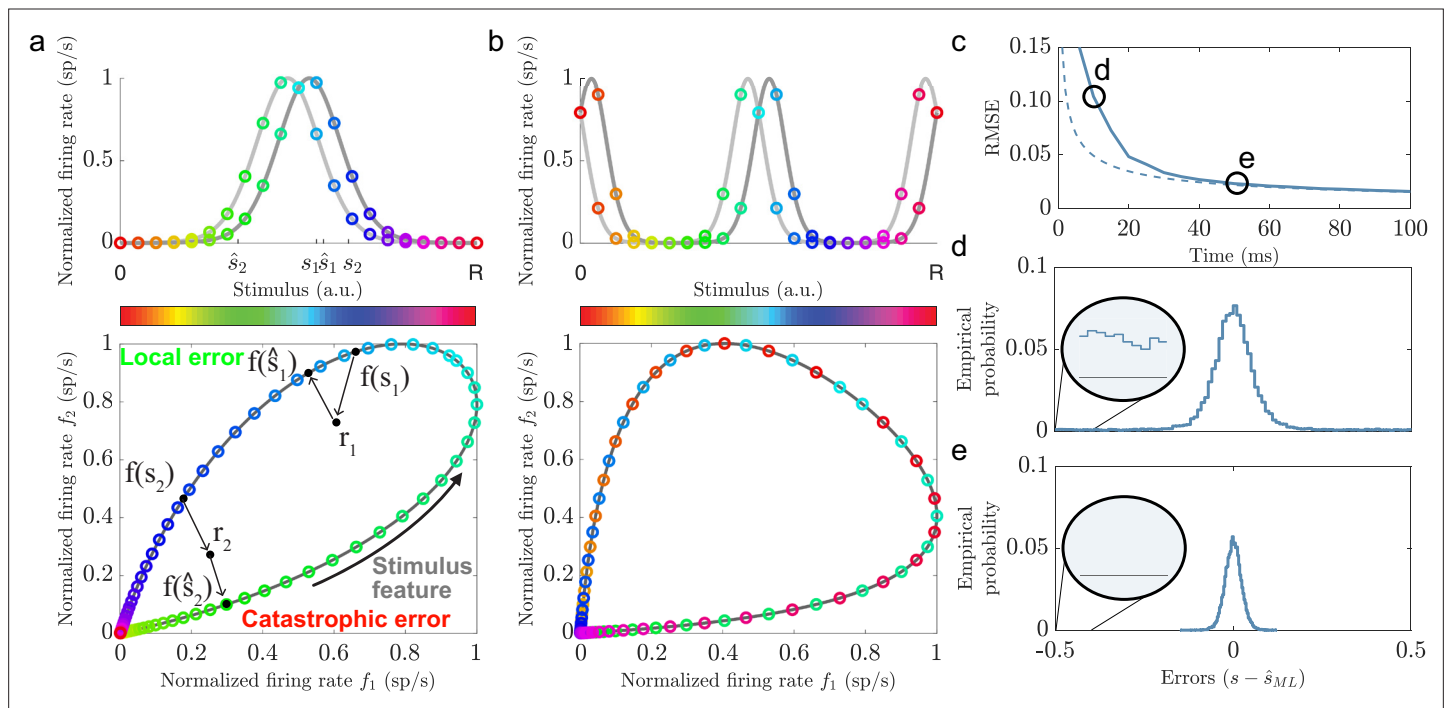 a
Normalized firing rate (sp/s)
1
0.5
0
ŝ₂
s₁
ŝ₁
s₂
0
R
Stimulus (a.u.)
Normalized firing rate f₂ (sp/s)
1
0.8
0.6
0.4
0.2
0
Local error
f(ŝ₁)
f(s₁)
r₁
f(s₂)
r₂
f(ŝ₂)
Stimulus
feature
Catastrophic error
0
0.2
0.4
0.6
0.8
1
Normalized firing rate f₁ (sp/s)
b
Normalized firing rate (sp/s)
1
0.5
0
0
R
Stimulus (a.u.)
Normalized firing rate f₂ (sp/s)
1
0.8
0.6
0.4
0.2
0
0
0.2
0.4
0.6
0.8
1
Normalized firing rate f₁ (sp/s)
c
RMSE
0.15
0.10
0.05
0
d
e
0
20
40
60
80
100
Time (ms)
d
Empirical
probability
0.1
0.05
0
e
Empirical
probability
0.1
0.05
0
-0.5
0
0.5
Errors (s − ŝ_ML)